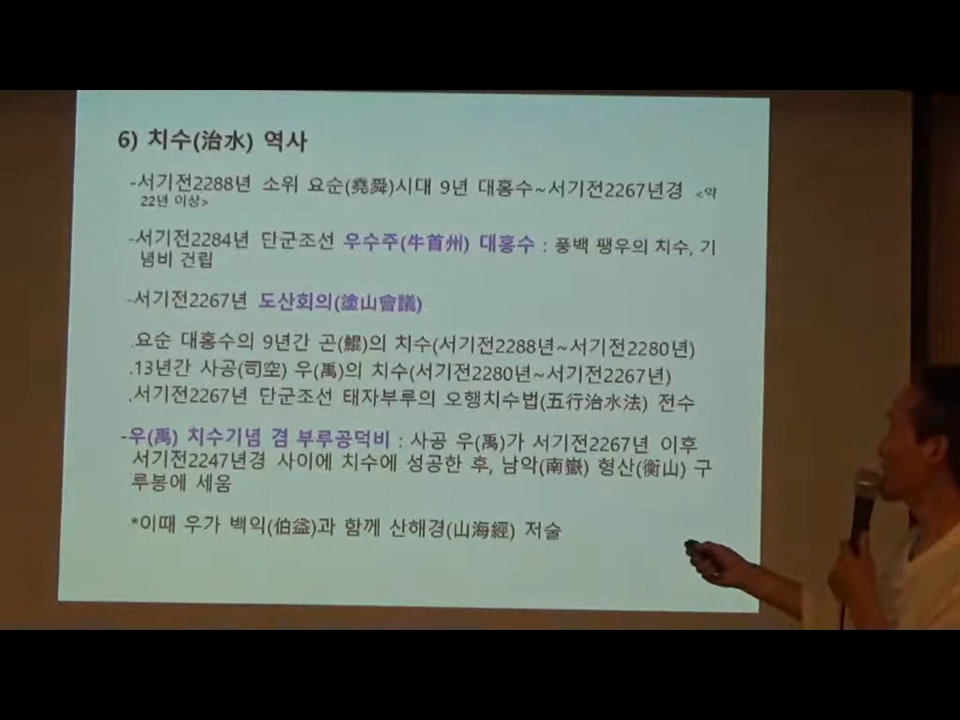 6) 치수(治水) 역사
-서기전2288년 소위 요순(堯舜)시대 9년 대홍수~서기전2267년경 <약
22년 이상>
-서기전2284년 단군조선 우수주(牛首州) 대홍수 : 풍백 팽우의 치수, 기
념비 건립
-서기전2267년 도산회의(塗山會議)
.요순 대홍수의 9년간 곤(鯤)의 치수(서기전2288년~서기전2280년)
.13년간 사공(司空) 우(禹)의 치수(서기전2280년~서기전2267년)
.서기전2267년 단군조선 태자부루의 오행치수법(五行治水法) 전수
-우(禹) 치수기념 겸 부루공덕비 : 사공 우(禹)가 서기전2267년 이후
서기전2247년경 사이에 치수에 성공한 후, 남악(南嶽) 형산(衡山) 구
루봉에 세움
*이때 우가 백익(伯益)과 함께 산해경(山海經) 저술